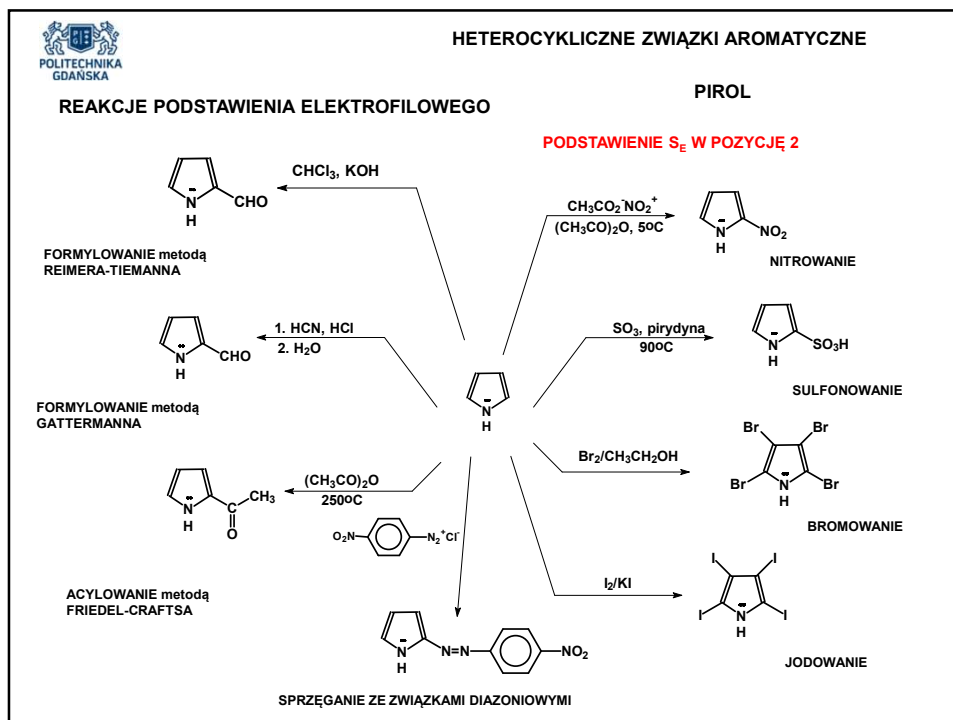 POLITECHNIKA
GDAŃSKA
HETEROCYKLICZNE ZWIĄZKI AROMATYCZNE
PIROL
REAKCJE PODSTAWIENIA ELEKTROFILOWEGO
PODSTAWIENIE S_E W POZYCJĘ 2
CHCl₃, KOH
N
H
CHO
FORMYLOWANIE metodą
REIMERA-TIEMANNA
CH₃CO₂⁻NO₂⁺
(CH₃CO)₂O, 5ºC
N
H
NO₂
NITROWANIE
1. HCN, HCl
2. H₂O
N
H
CHO
FORMYLOWANIE metodą
GATTERMANNA
SO₃, pirydyna
90ºC
N
H
SO₃H
SULFONOWANIE
N
H
Br₂/CH₃CH₂OH
Br Br
Br Br
N
H
BROMOWANIE
(CH₃CO)₂O
250ºC
N
H
C
CH₃
O
ACYLOWANIE metodą
FRIEDEL-CRAFTSA
O₂N
N₂⁺Cl⁻
I₂/KI
I I
I I
N
H
JODOWANIE
N
H
N=N
NO₂
SPRZĘGANIE ZE ZWIĄZKAMI DIAZONIOWYMI